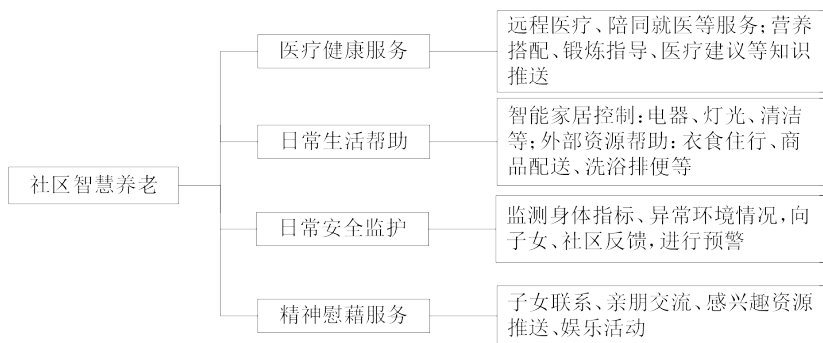 社区智慧养老
医疗健康服务
远程医疗、陪同就医等服务;营养
搭配、锻炼指导、医疗建议等知识
推送
日常生活帮助
智能家居控制:电器、灯光、清洁
等;外部资源帮助:衣食住行、商
品配送、洗浴排便等
日常安全监护
监测身体指标、异常环境情况,向
子女、社区反馈,进行预警
精神慰藉服务
子女联系、亲朋交流、感兴趣资源
推送、娱乐活动